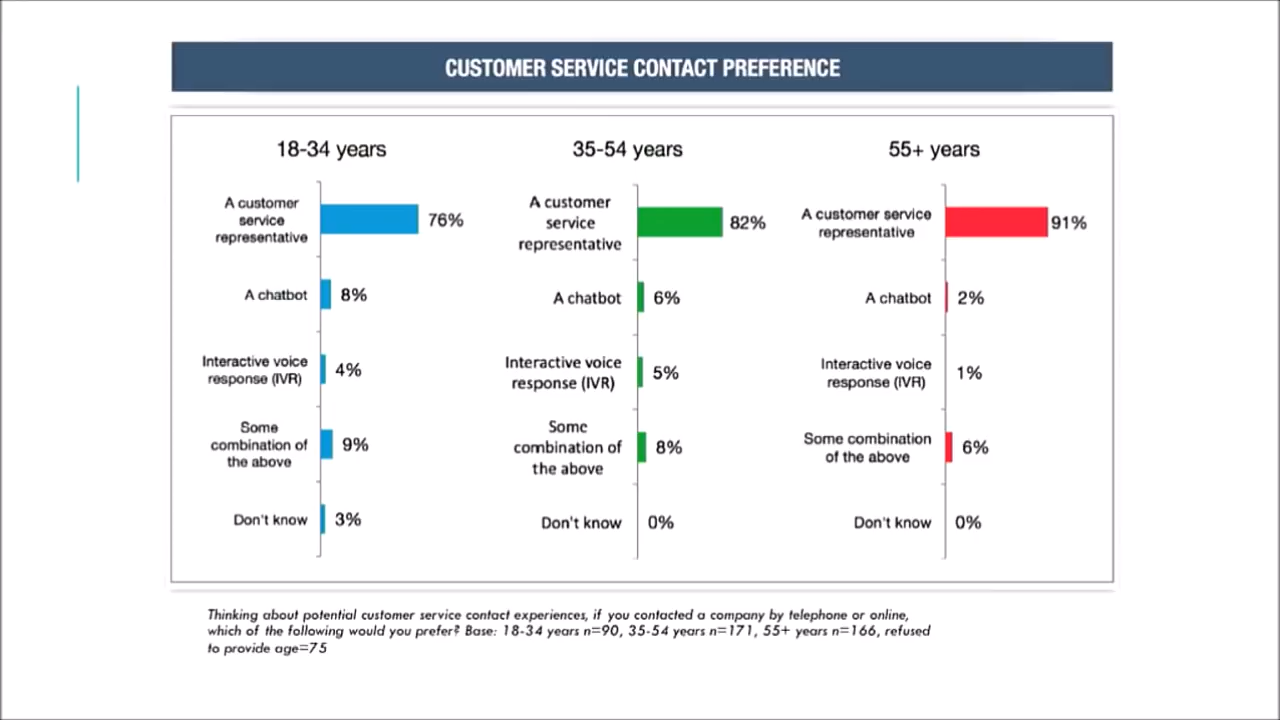 CUSTOMER SERVICE CONTACT PREFERENCE
18-34 years
A customer
service
representative
76%
A chatbot
8%
Interactive voice
response (IVR)
4%
Some
combination of
the above
9%
Don't know
3%
35-54 years
A customer
service
representative
82%
A chatbot
6%
Interactive voice
response (IVR)
5%
Some
combination of
the above
8%
Don't know
0%
55+ years
A customer service
representative
91%
A chatbot
2%
Interactive voice
response (IVR)
1%
Some combination
of the above
6%
Don't know
0%
Thinking about potential customer service contact experiences, if you contacted a company by telephone or online,
which of the following would you prefer? Base: 18-34 years n=90, 35-54 years n=171, 55+ years n=166, refused
to provide age=75